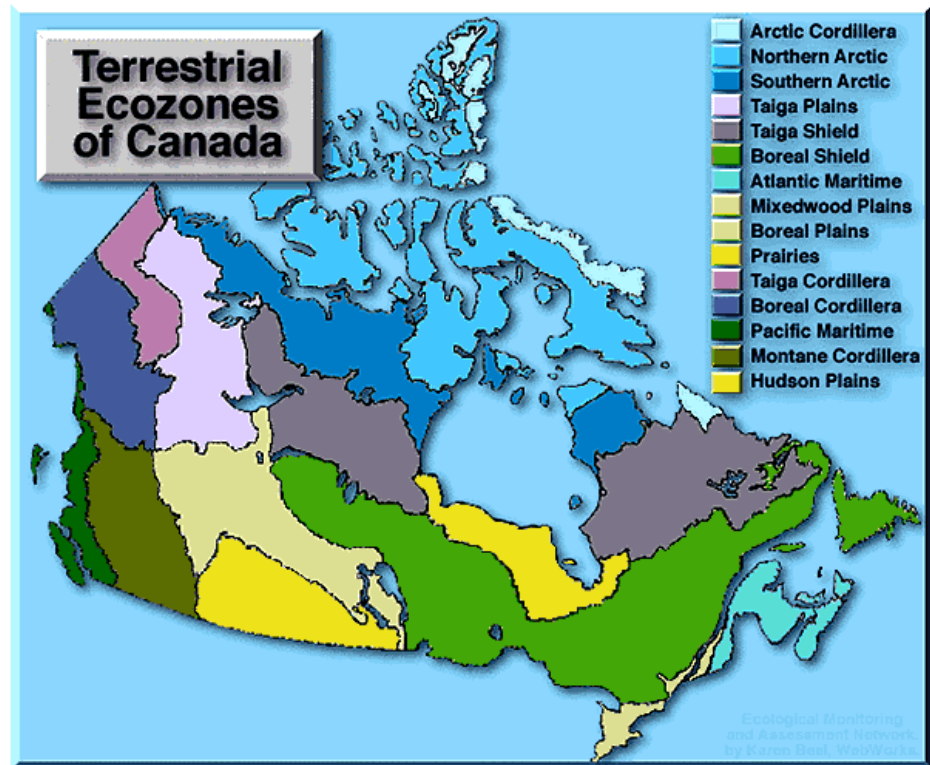 Terrestrial
Ecozones
of Canada
Arctic Cordillera
Northern Arctic
Southern Arctic
Taiga Plains
Taiga Shield
Boreal Shield
Atlantic Maritime
Mixedwood Plains
Boreal Plains
Prairies
Taiga Cordillera
Boreal Cordillera
Pacific Maritime
Montane Cordillera
Hudson Plains
Ecological Monitoring
and Assessment Network.
by Karen Beel, WebWorks.